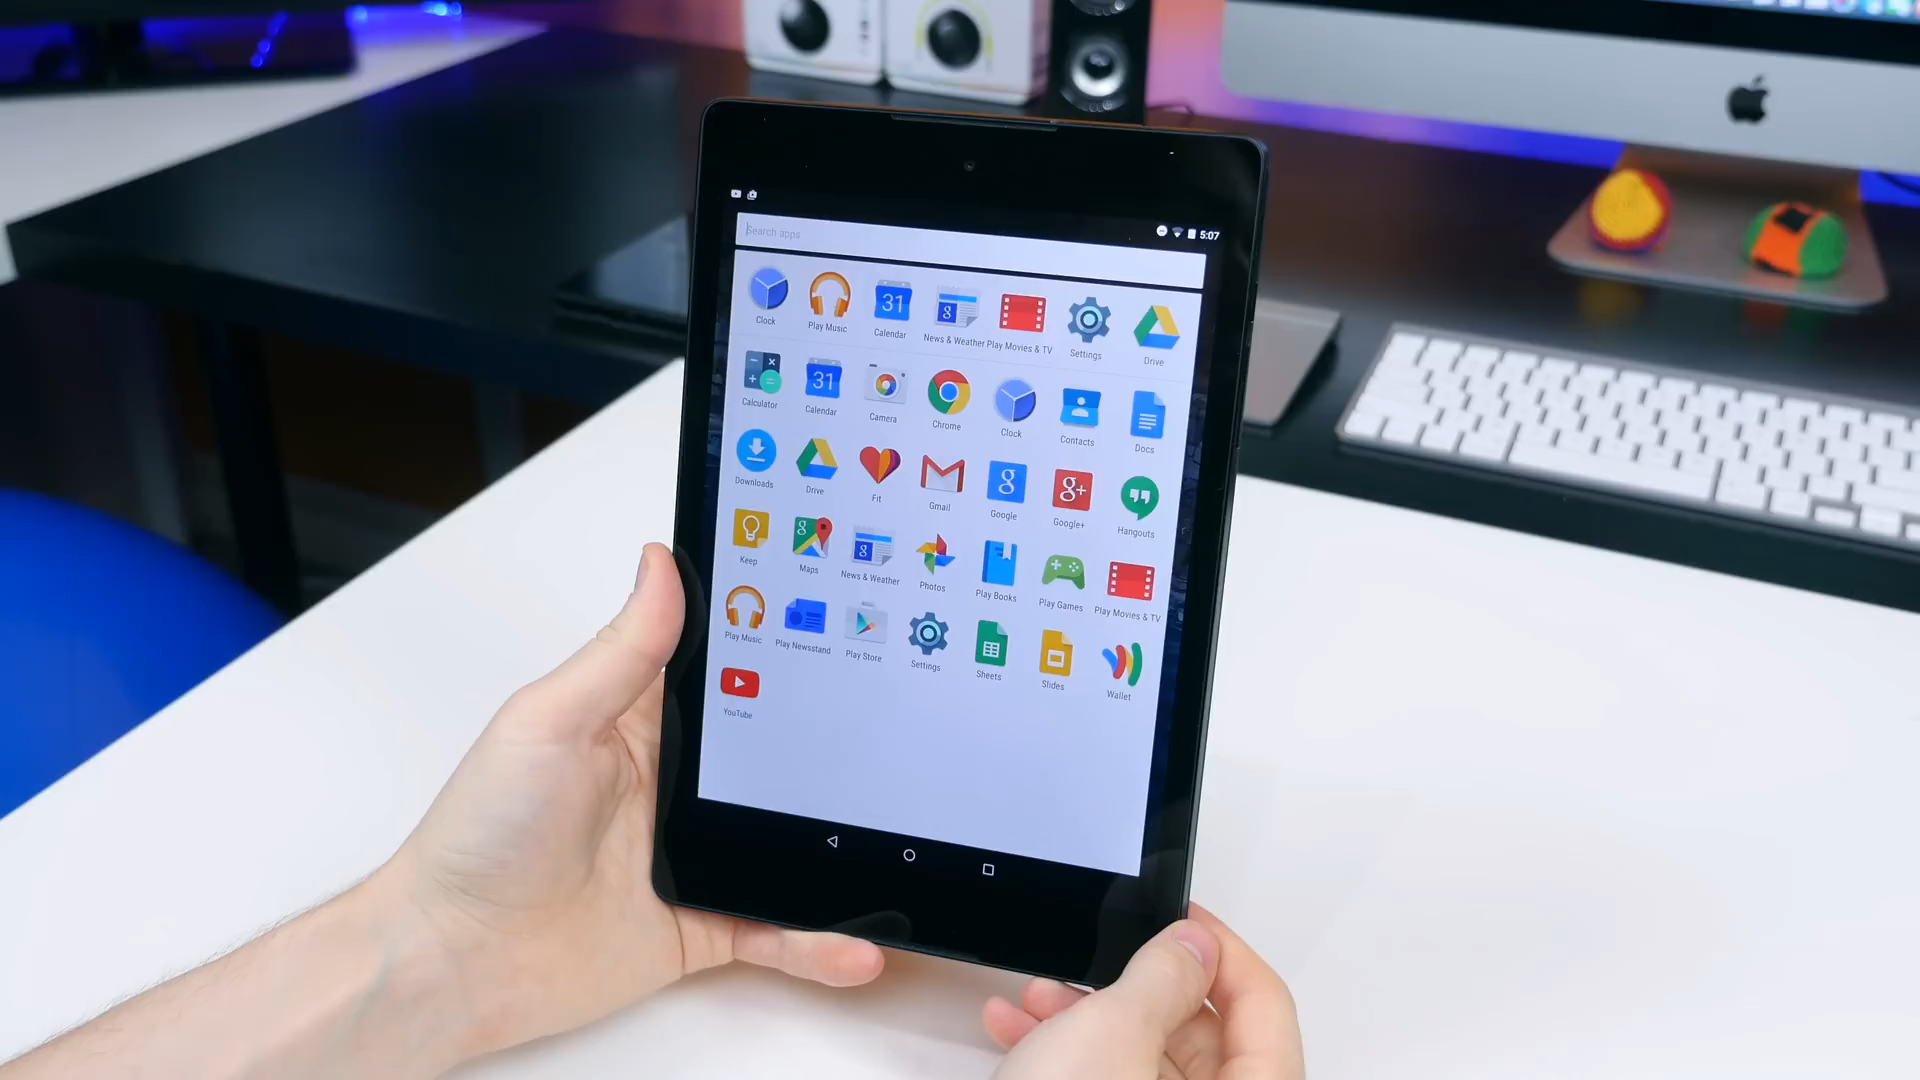 5:07
Search apps
Clock Play Music Calendar News & Weather Play Movies & TV Settings Drive
Calculator Calendar Camera Chrome Clock Contacts Docs
Downloads Drive Fit Gmail Google Google+ Hangouts
Keep Maps News & Weather Photos Play Books Play Games Play Movies & TV
Play Music Play Newsstand Play Store Settings Sheets Slides Wallet
YouTube